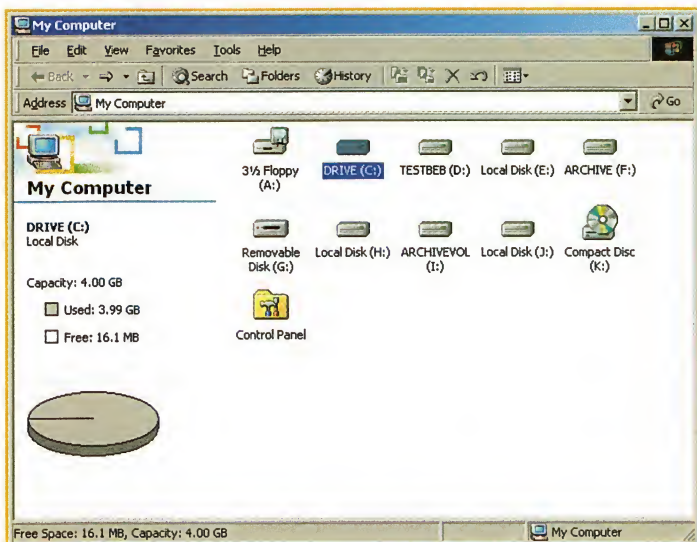 My Computer
File Edit View Favorites Tools Help
Back Search Folders History
Address My Computer Go
My Computer
DRIVE (C:)
Local Disk
Capacity: 4.00 GB
Used: 3.99 GB
Free: 16.1 MB
3½ Floppy (A:)
DRIVE (C:)
TESTBEB (D:)
Local Disk (E:)
ARCHIVE (F:)
Removable Disk (G:)
Local Disk (H:)
ARCHIVEVOL (I:)
Local Disk (J:)
Compact Disc (K:)
Control Panel
Free Space: 16.1 MB, Capacity: 4.00 GB My Computer